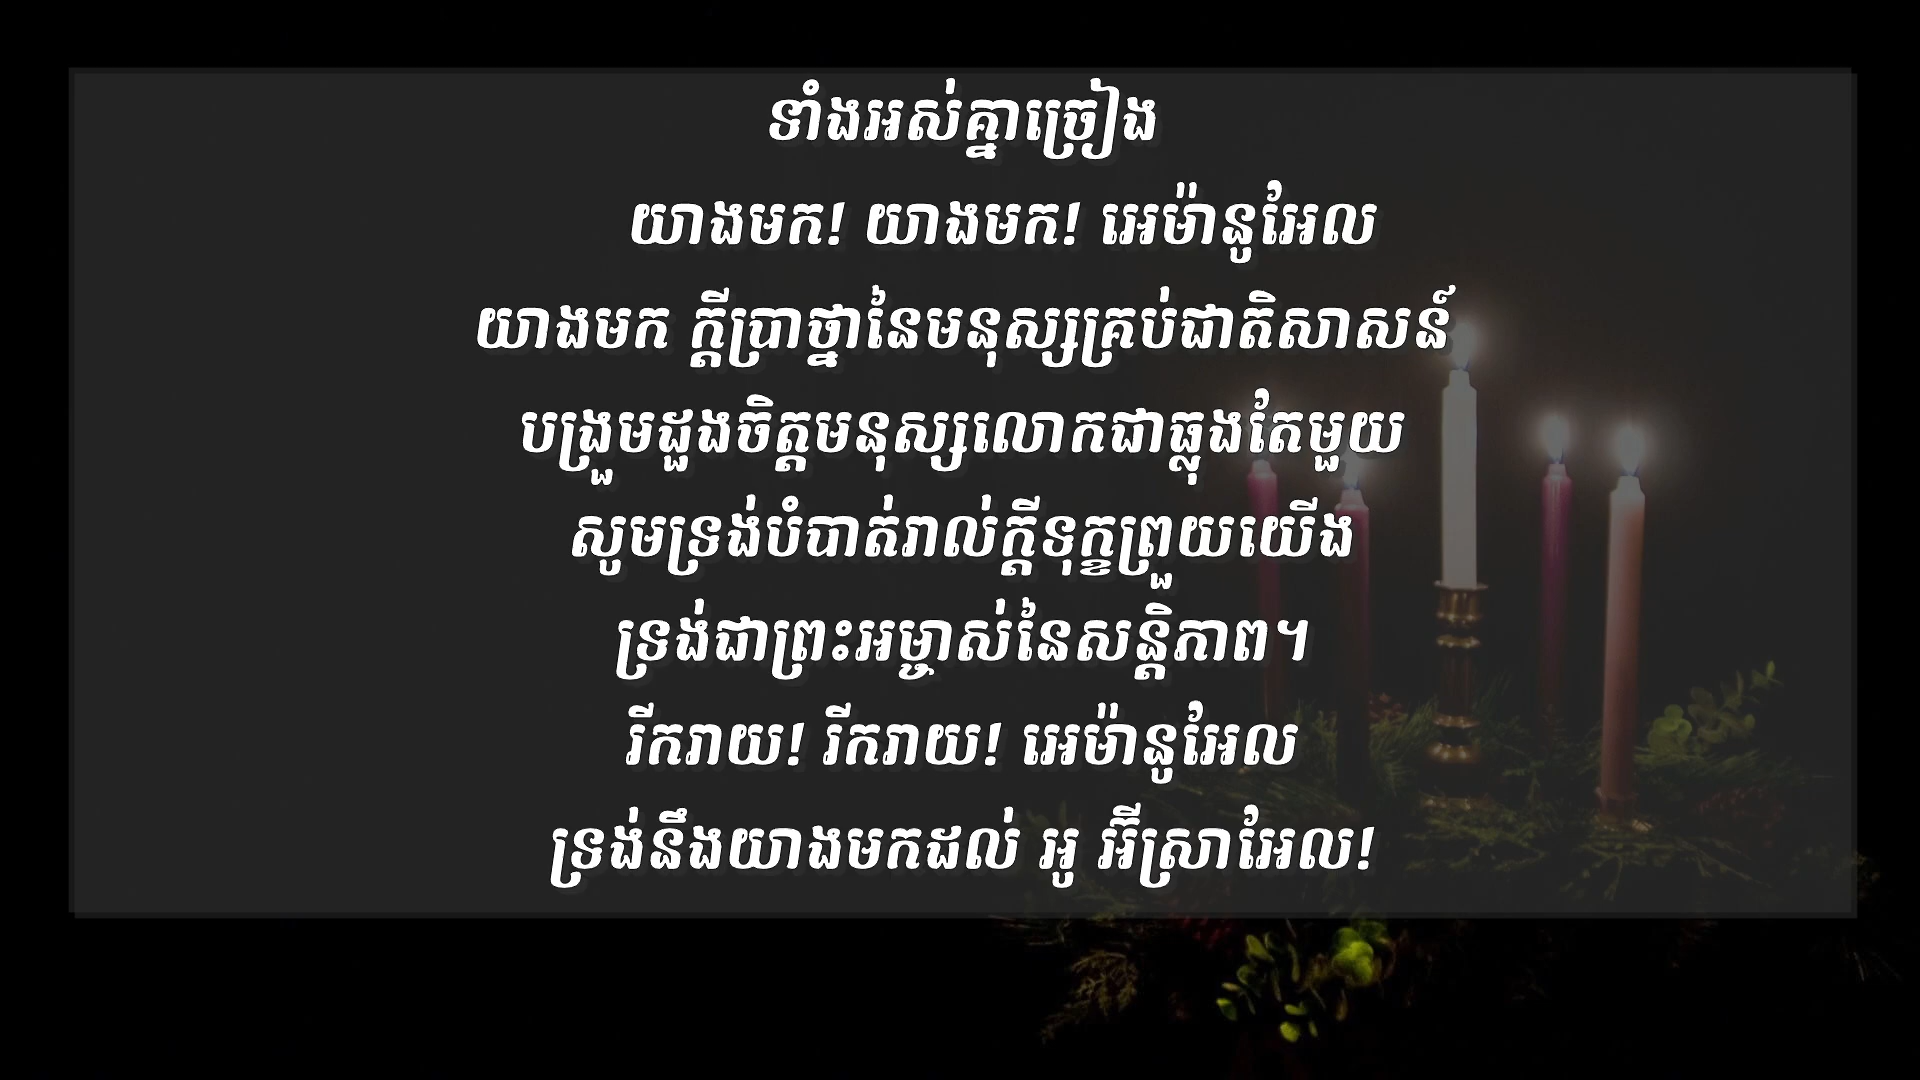 ទាំងអស់គ្នាច្រៀង
យាងមក! យាងមក! អេម៉ានូអែល
យាងមក ក្ដីប្រាថ្នានៃមនុស្សគ្រប់ជាតិសាសន៍
បង្រួមដួងចិត្តមនុស្សលោកជាធ្លុងតែមួយ
សូមទ្រង់បំបាត់រាល់ក្ដីទុក្ខព្រួយយើង
ទ្រង់ជាព្រះអម្ចាស់នៃសន្តិភាព។
រីករាយ! រីករាយ! អេម៉ានូអែល
ទ្រង់នឹងយាងមកដល់ អូ អ៊ីស្រាអែល!